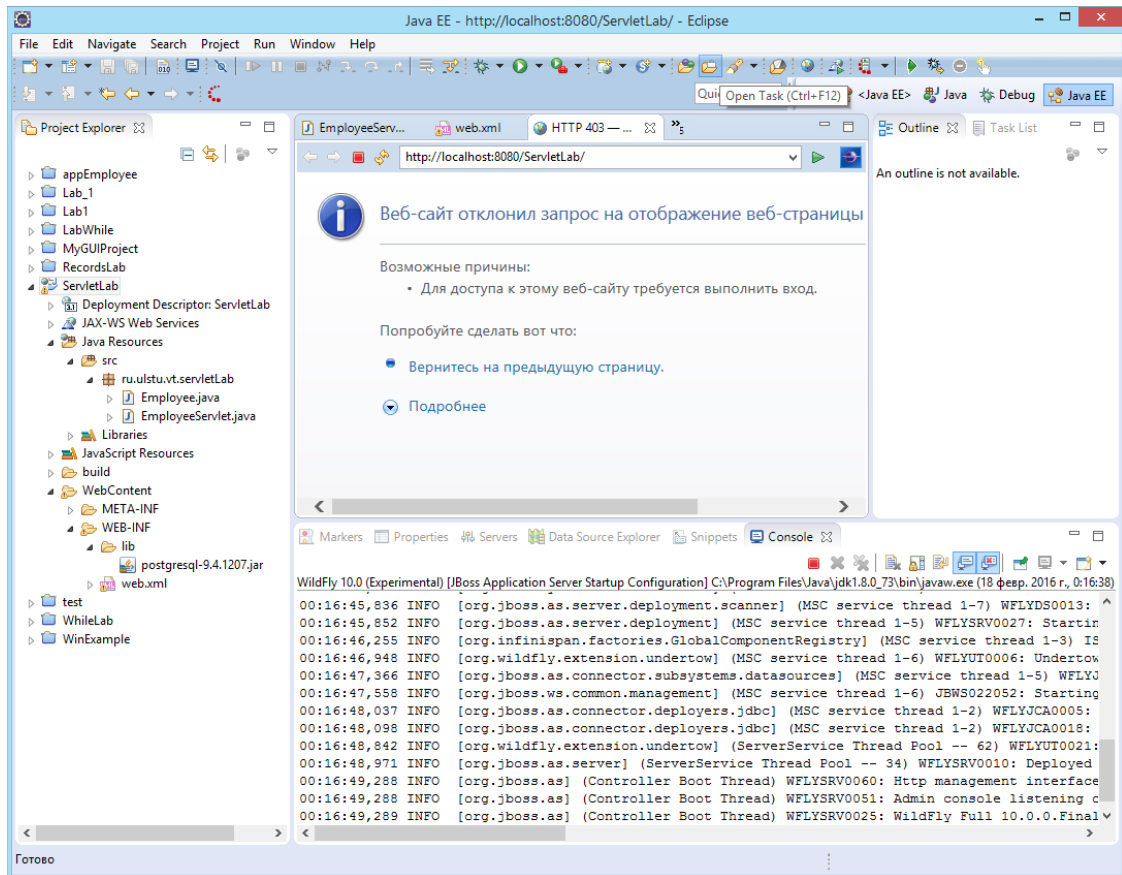 Java EE - http://localhost:8080/ServletLab/ - Eclipse
File Edit Navigate Search Project Run Window Help
Qui
Open Task (Ctrl+F12)
<Java EE>
Java
Debug
Java EE
Project Explorer
appEmployee
Lab_1
Lab1
LabWhile
MyGUIProject
RecordsLab
ServletLab
Deployment Descriptor: ServletLab
JAX-WS Web Services
Java Resources
src
ru.ulstu.vt.servletLab
Employee.java
EmployeeServlet.java
Libraries
JavaScript Resources
build
WebContent
META-INF
WEB-INF
lib
postgresql-9.4.1207.jar
web.xml
test
WhileLab
WinExample
EmployeeServ...
web.xml
HTTP 403 — ...
»5
http://localhost:8080/ServletLab/
Веб-сайт отклонил запрос на отображение веб-страницы
Возможные причины:
• Для доступа к этому веб-сайту требуется выполнить вход.
Попробуйте сделать вот что:
Вернитесь на предыдущую страницу.
Подробнее
Outline
Task List
An outline is not available.
Markers Properties Servers Data Source Explorer Snippets Console
WildFly 10.0 (Experimental) [JBoss Application Server Startup Configuration] C:\Program Files\Java\jdk1.8.0_73\bin\javaw.exe (18 февр. 2016 г., 0:16:38)
00:16:45,836 INFO [org.jboss.as.server.deployment.scanner] (MSC service thread 1-7) WFLYDS0013:
00:16:45,852 INFO [org.jboss.as.server.deployment] (MSC service thread 1-5) WFLYSRV0027: Startin
00:16:46,255 INFO [org.infinispan.factories.GlobalComponentRegistry] (MSC service thread 1-3) IS
00:16:46,948 INFO [org.wildfly.extension.undertow] (MSC service thread 1-6) WFLYUT0006: Undertow
00:16:47,366 INFO [org.jboss.as.connector.subsystems.datasources] (MSC service thread 1-5) WFLYJ
00:16:47,558 INFO [org.jboss.ws.common.management] (MSC service thread 1-6) JBWS022052: Starting
00:16:48,037 INFO [org.jboss.as.connector.deployers.jdbc] (MSC service thread 1-2) WFLYJCA0005:
00:16:48,098 INFO [org.jboss.as.connector.deployers.jdbc] (MSC service thread 1-2) WFLYJCA0018:
00:16:48,842 INFO [org.wildfly.extension.undertow] (ServerService Thread Pool -- 62) WFLYUT0021:
00:16:48,971 INFO [org.jboss.as.server] (ServerService Thread Pool -- 34) WFLYSRV0010: Deployed
00:16:49,288 INFO [org.jboss.as] (Controller Boot Thread) WFLYSRV0060: Http management interface
00:16:49,288 INFO [org.jboss.as] (Controller Boot Thread) WFLYSRV0051: Admin console listening o
00:16:49,289 INFO [org.jboss.as] (Controller Boot Thread) WFLYSRV0025: WildFly Full 10.0.0.Final
Готово